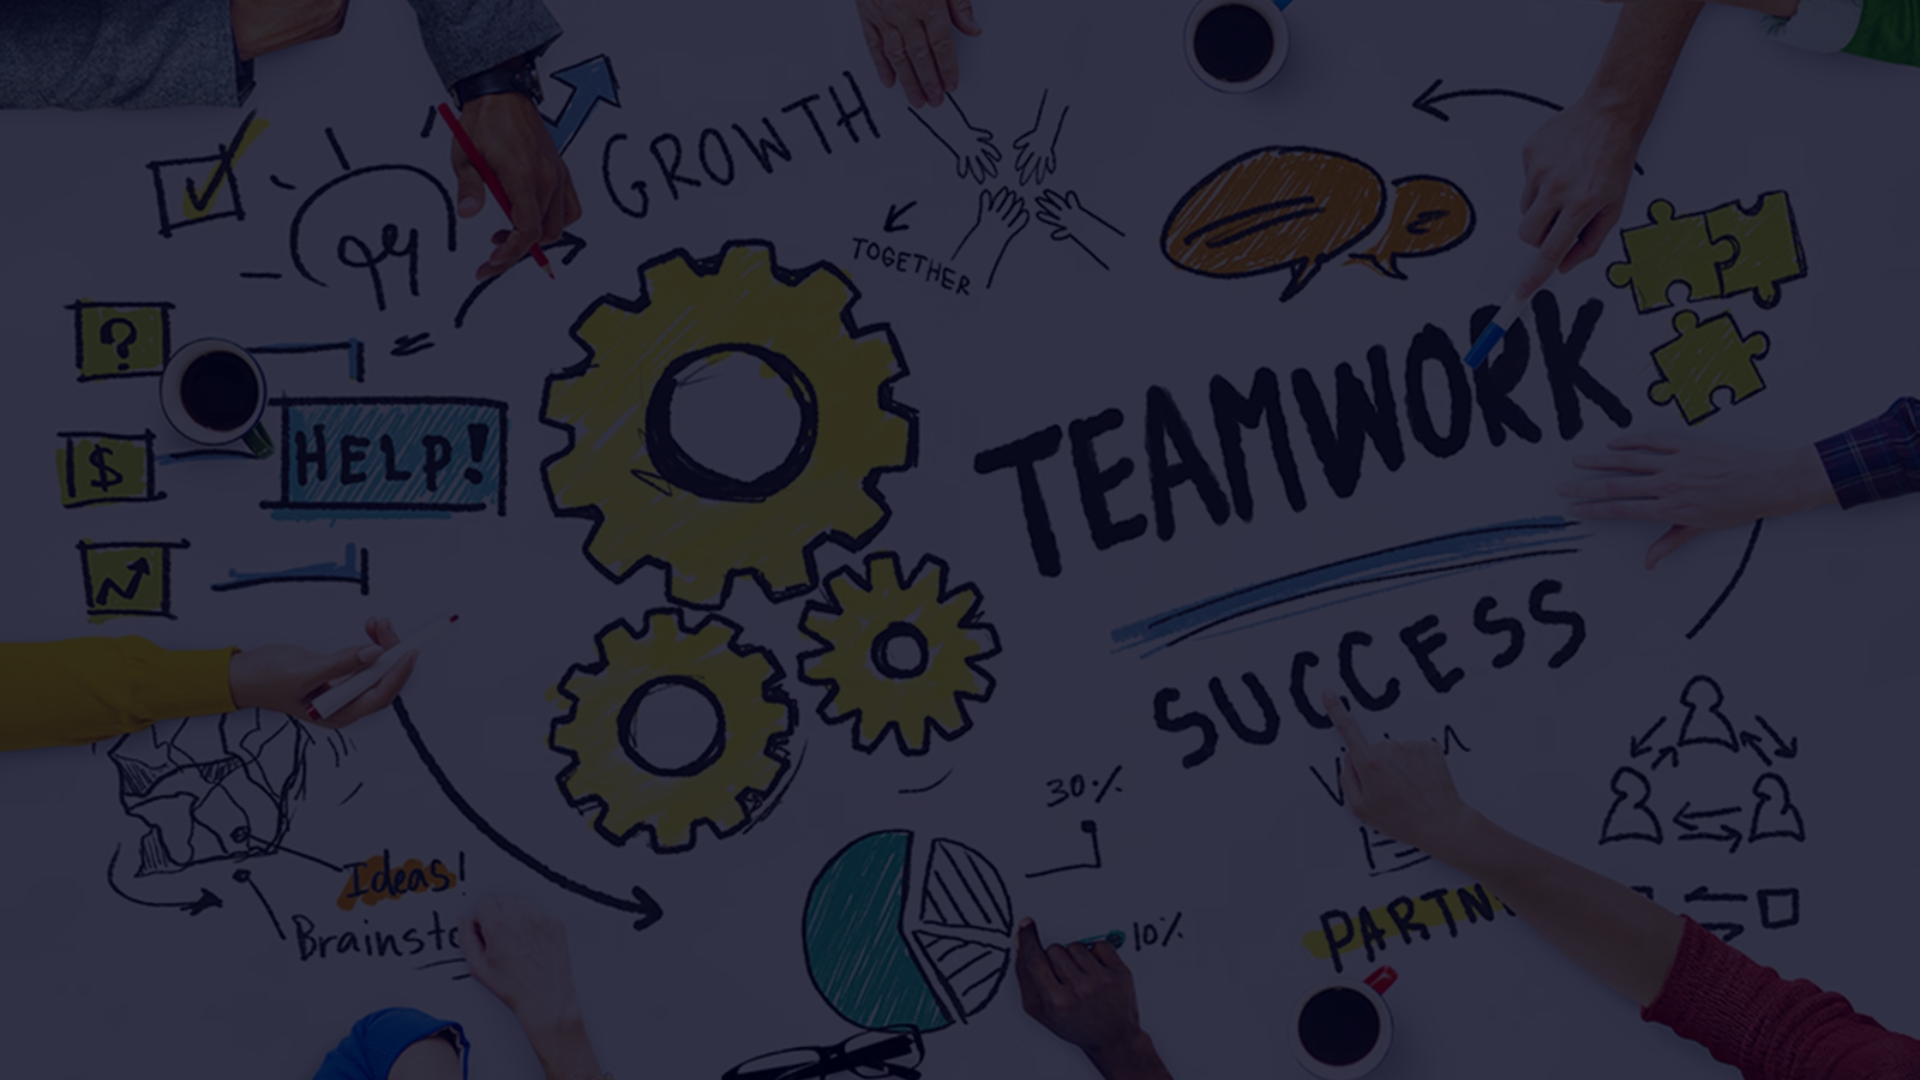 GROWTH
TOGETHER
?
HELP!
$
TEAMWORK
SUCCESS
30%
Ideas!
10%